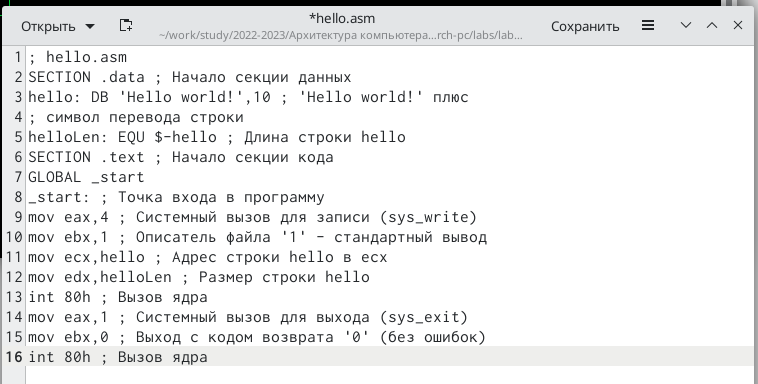 Открыть
*hello.asm
~/work/study/2022-2023/Архитектура компьютера...rch-pc/labs/lab...
Сохранить
1 ; hello.asm
2 SECTION .data ; Начало секции данных
3 hello: DB 'Hello world!',10 ; 'Hello world!' плюс
4 ; символ перевода строки
5 helloLen: EQU $-hello ; Длина строки hello
6 SECTION .text ; Начало секции кода
7 GLOBAL _start
8 _start: ; Точка входа в программу
9 mov eax,4 ; Системный вызов для записи (sys_write)
10 mov ebx,1 ; Описатель файла '1' - стандартный вывод
11 mov ecx,hello ; Адрес строки hello в ecx
12 mov edx,helloLen ; Размер строки hello
13 int 80h ; Вызов ядра
14 mov eax,1 ; Системный вызов для выхода (sys_exit)
15 mov ebx,0 ; Выход с кодом возврата '0' (без ошибок)
16 int 80h ; Вызов ядра